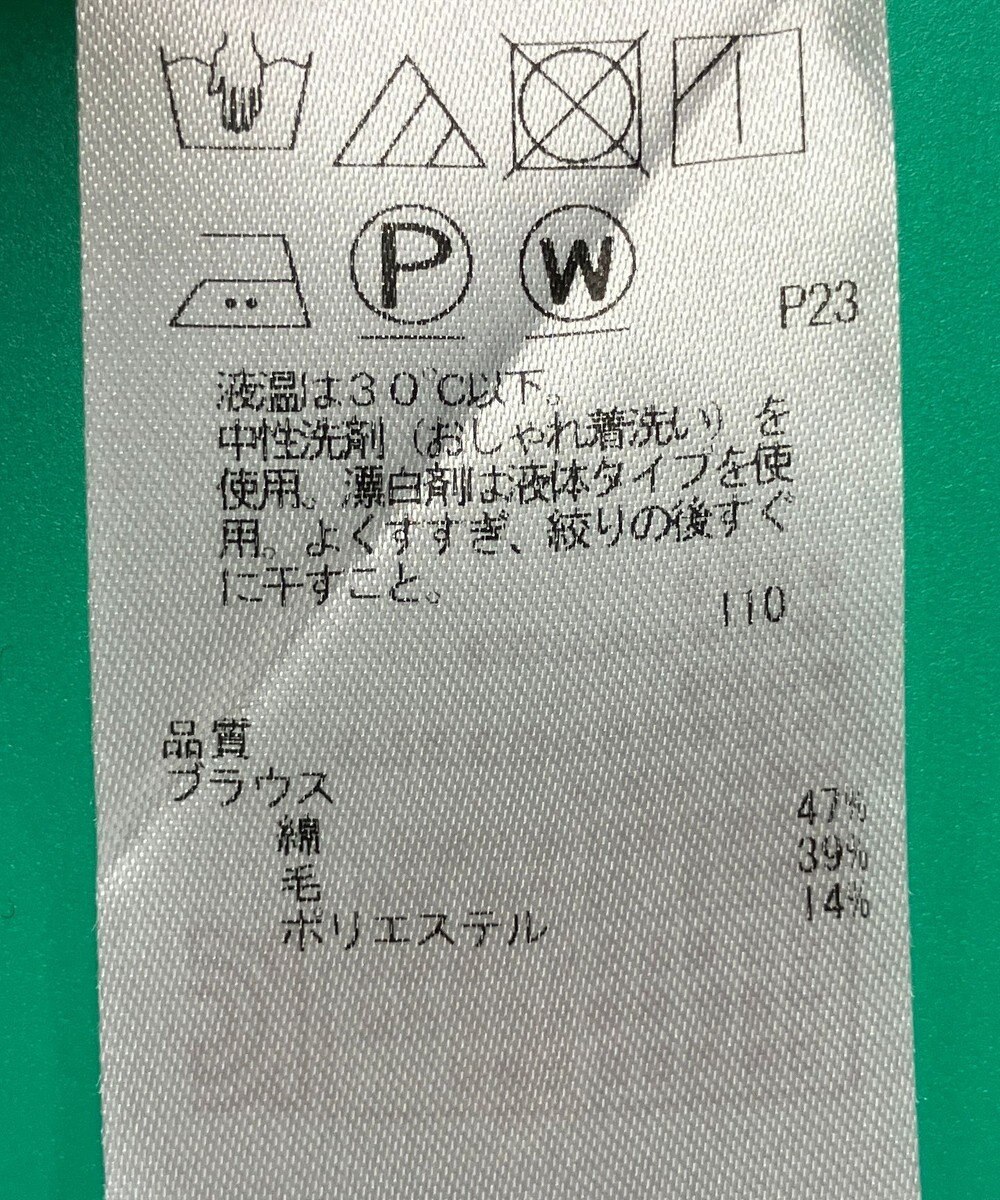 P W
P23
液温は30℃以下。
中性洗剤（おしゃれ着洗い）を
使用。漂白剤は液体タイプを使
用。よくすすぎ、絞りの後すぐ
に干すこと。
110
品質
ブラウス
綿 47%
毛 39%
ポリエステル 14%